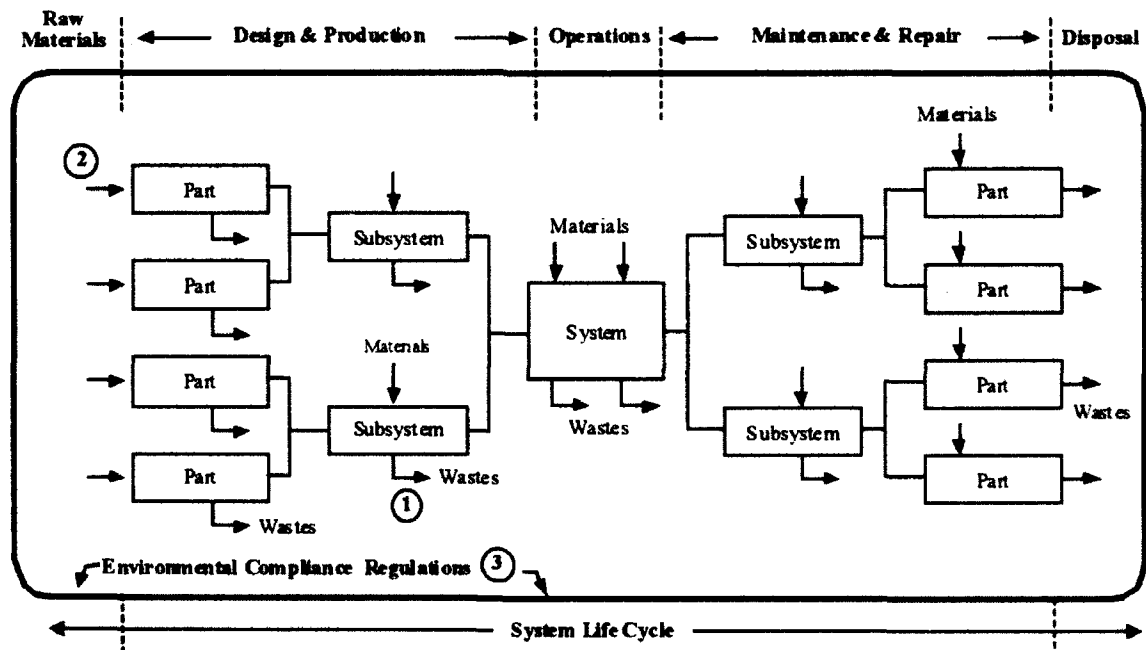 Raw
Materials
Design & Production
Operations
Maintenance & Repair
Disposal
Materials
2
Part
Part
Subsystem
Materials
Subsystem
Part
Part
System
Materials
Part
Subsystem
Wastes
Subsystem
Part
Wastes
Part
Wastes
1
Part
Wastes
Environmental Compliance Regulations 3
System Life Cycle